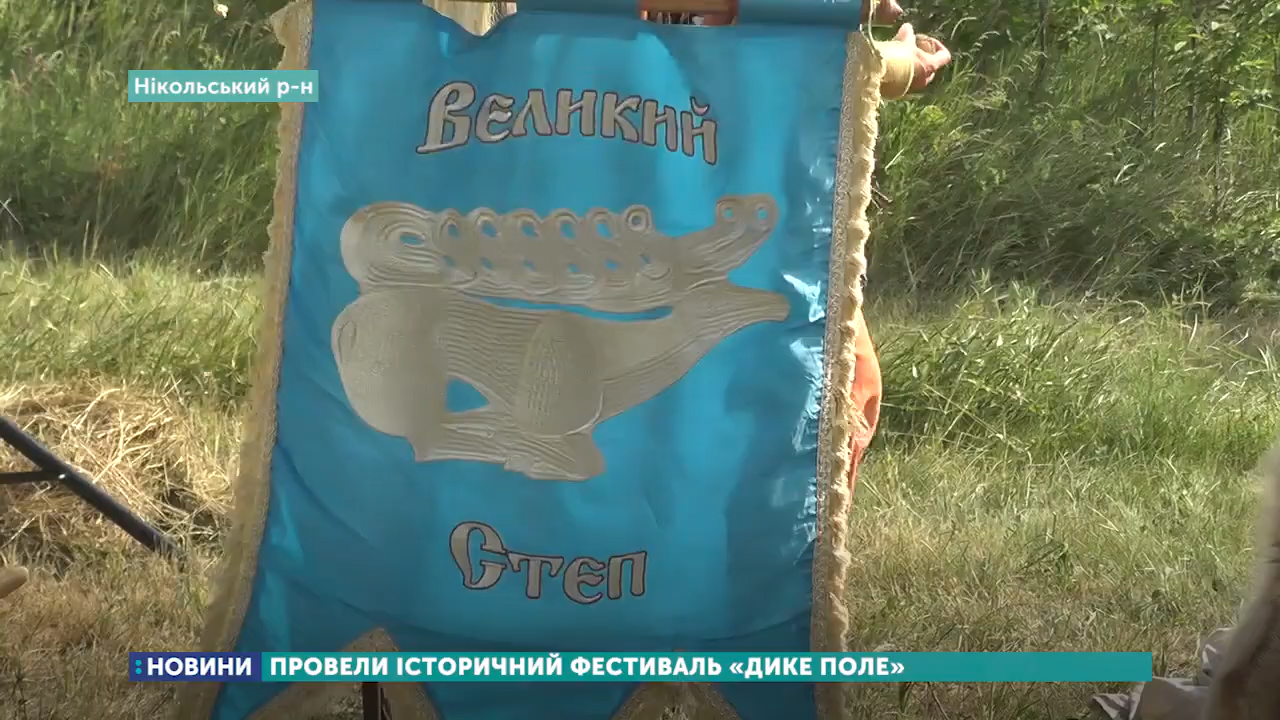 Нікольський р-н
Великий
Степ
НОВИНИ ПРОВЕЛИ ІСТОРИЧНИЙ ФЕСТИВАЛЬ «ДИКЕ ПОЛЕ»